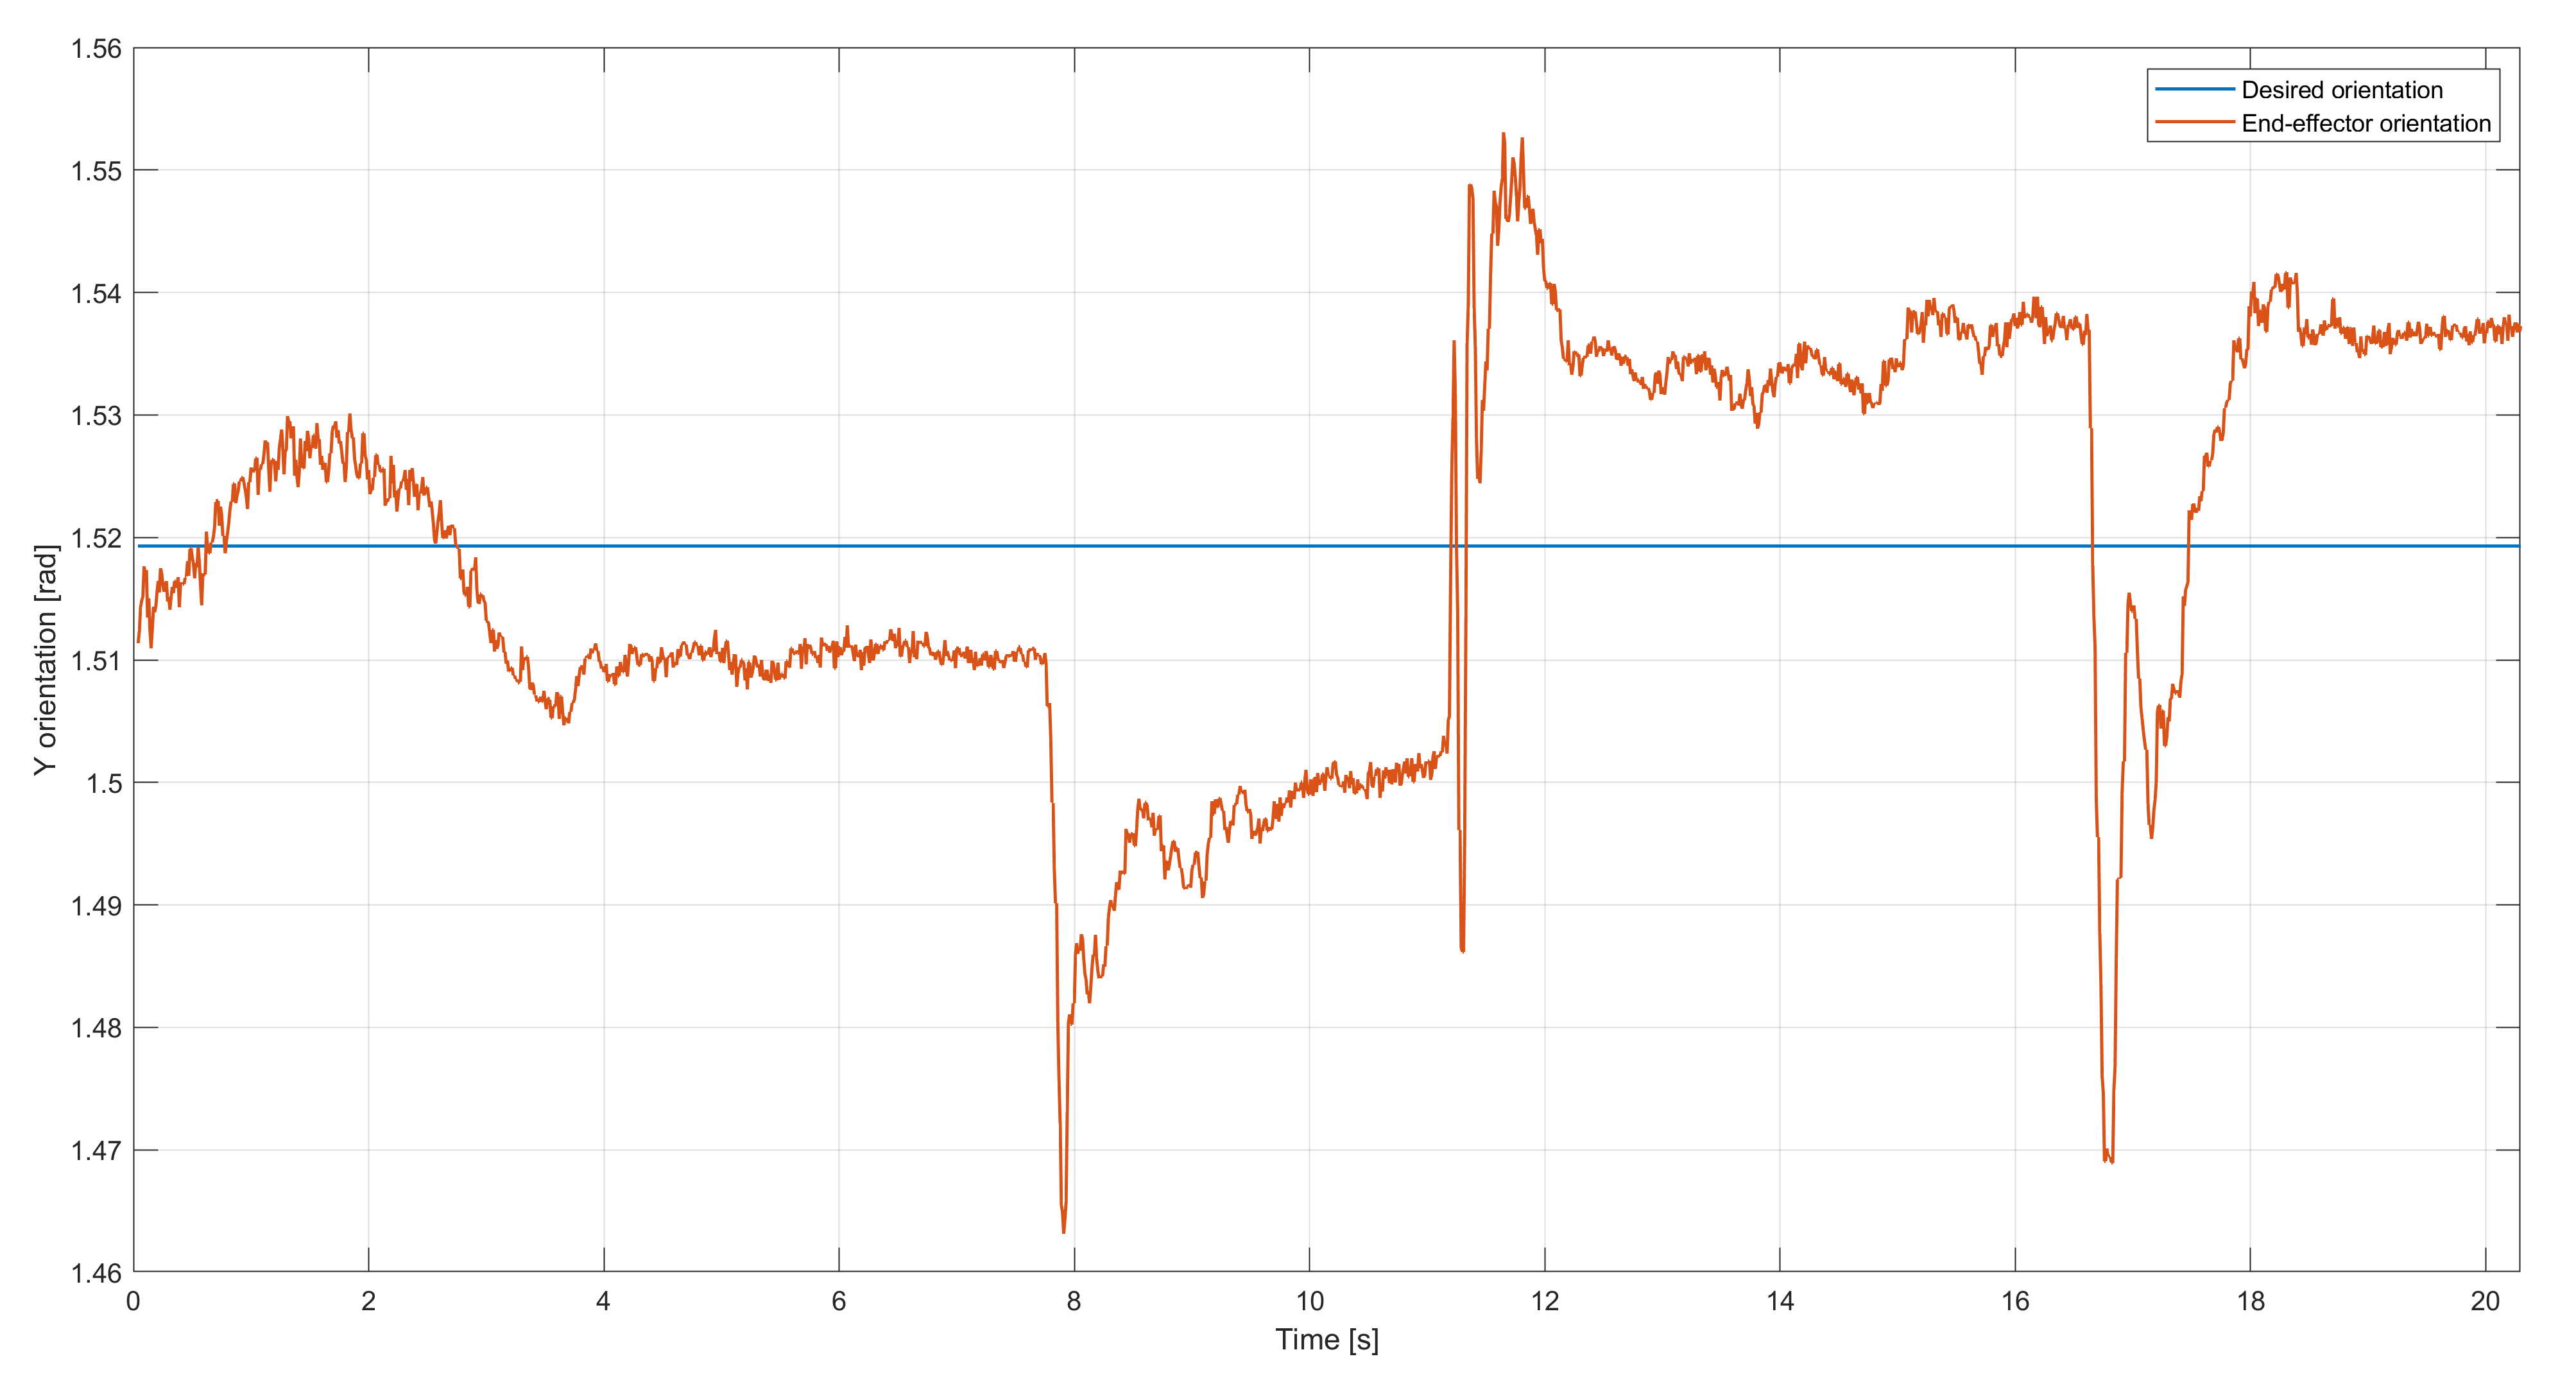 1.56
1.55
1.54
1.53
1.52
1.51
1.5
1.49
1.48
1.47
1.46
Y orientation [rad]
Desired orientation
End-effector orientation
0 2 4 6 8 10 12 14 16 18 20
Time [s]